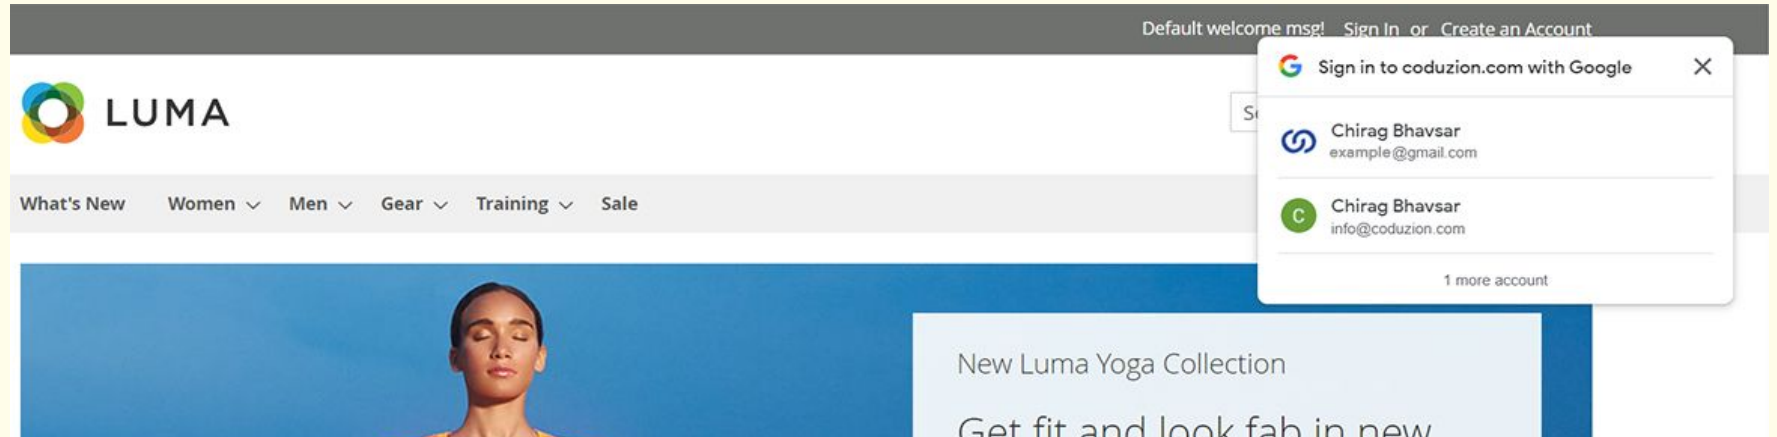 Default welcome msg! Sign In or Create an Account
Sign in to coduzion.com with Google
LUMA
Chirag Bhavsar
example@gmail.com
What's New Women Men Gear Training Sale
Chirag Bhavsar
C
info@coduzion.com
1 more account
New Luma Yoga Collection
Get fit and look fab in new